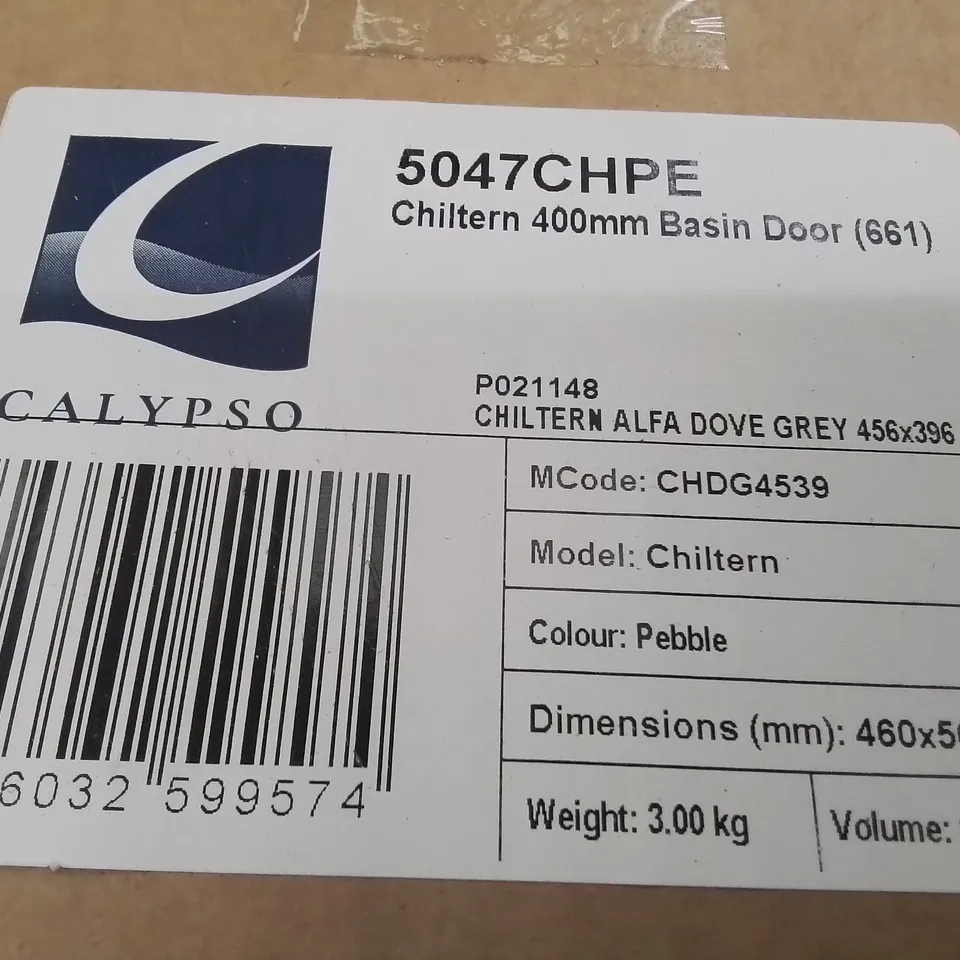 5047CHPE
Chiltern 400mm Basin Door (661)
CALYPSO
P021148
CHILTERN ALFA DOVE GREY 456x396
MCode: CHDG4539
Model: Chiltern
Colour: Pebble
Dimensions (mm): 460x5
Weight: 3.00 kg
Volume:
6032 599574